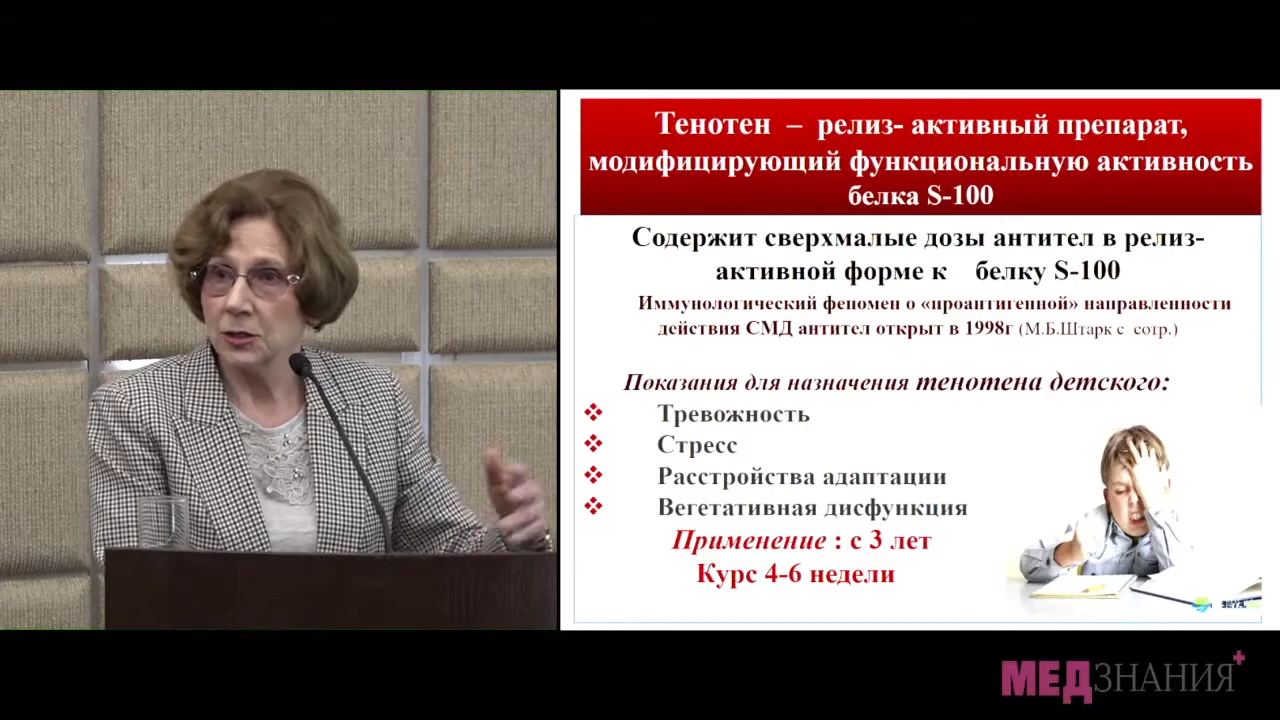 Тенотен – релиз- активный препарат,
модифицирующий функциональную активность
белка S-100
Содержит сверхмалые дозы антител в релиз-
активной форме к белку S-100
Иммунологический феномен о «проантигенной» направленности
действия СМД антител открыт в 1998г (М.Б.Штарк с сотр.)
Показания для назначения тенотена детского:
❖ Тревожность
❖ Стресс
❖ Расстройства адаптации
❖ Вегетативная дисфункция
Применение : с 3 лет
Курс 4-6 недели
МЕДЗНАНИЯ+